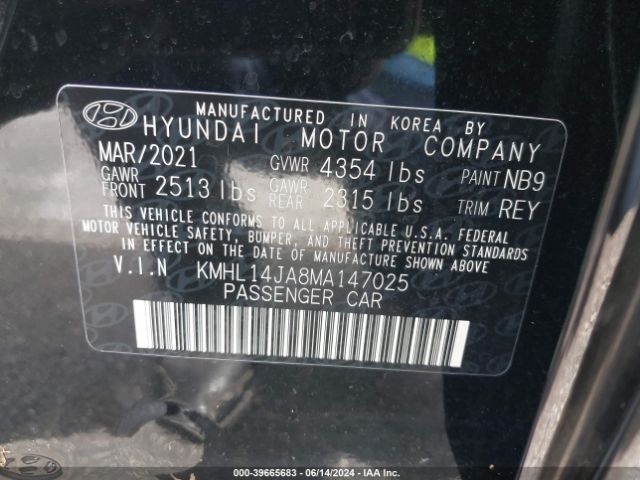 MANUFACTURED IN KOREA BY
HYUNDAI MOTOR COMPANY
MAR/2021 GVWR 4354 lbs PAINT NB9
GAWR FRONT 2513 lbs GAWR REAR 2315 lbs TRIM REY
THIS VEHICLE CONFORMS TO ALL APPLICABLE U.S.A. FEDERAL
MOTOR VEHICLE SAFETY, BUMPER, AND THEFT PREVENTION STANDARDS
IN EFFECT ON THE DATE OF MANUFACTURE SHOWN ABOVE
V.I.N KMHL14JA8MA147025
PASSENGER CAR
000-39665683 - 06/14/2024 - IAA Inc.